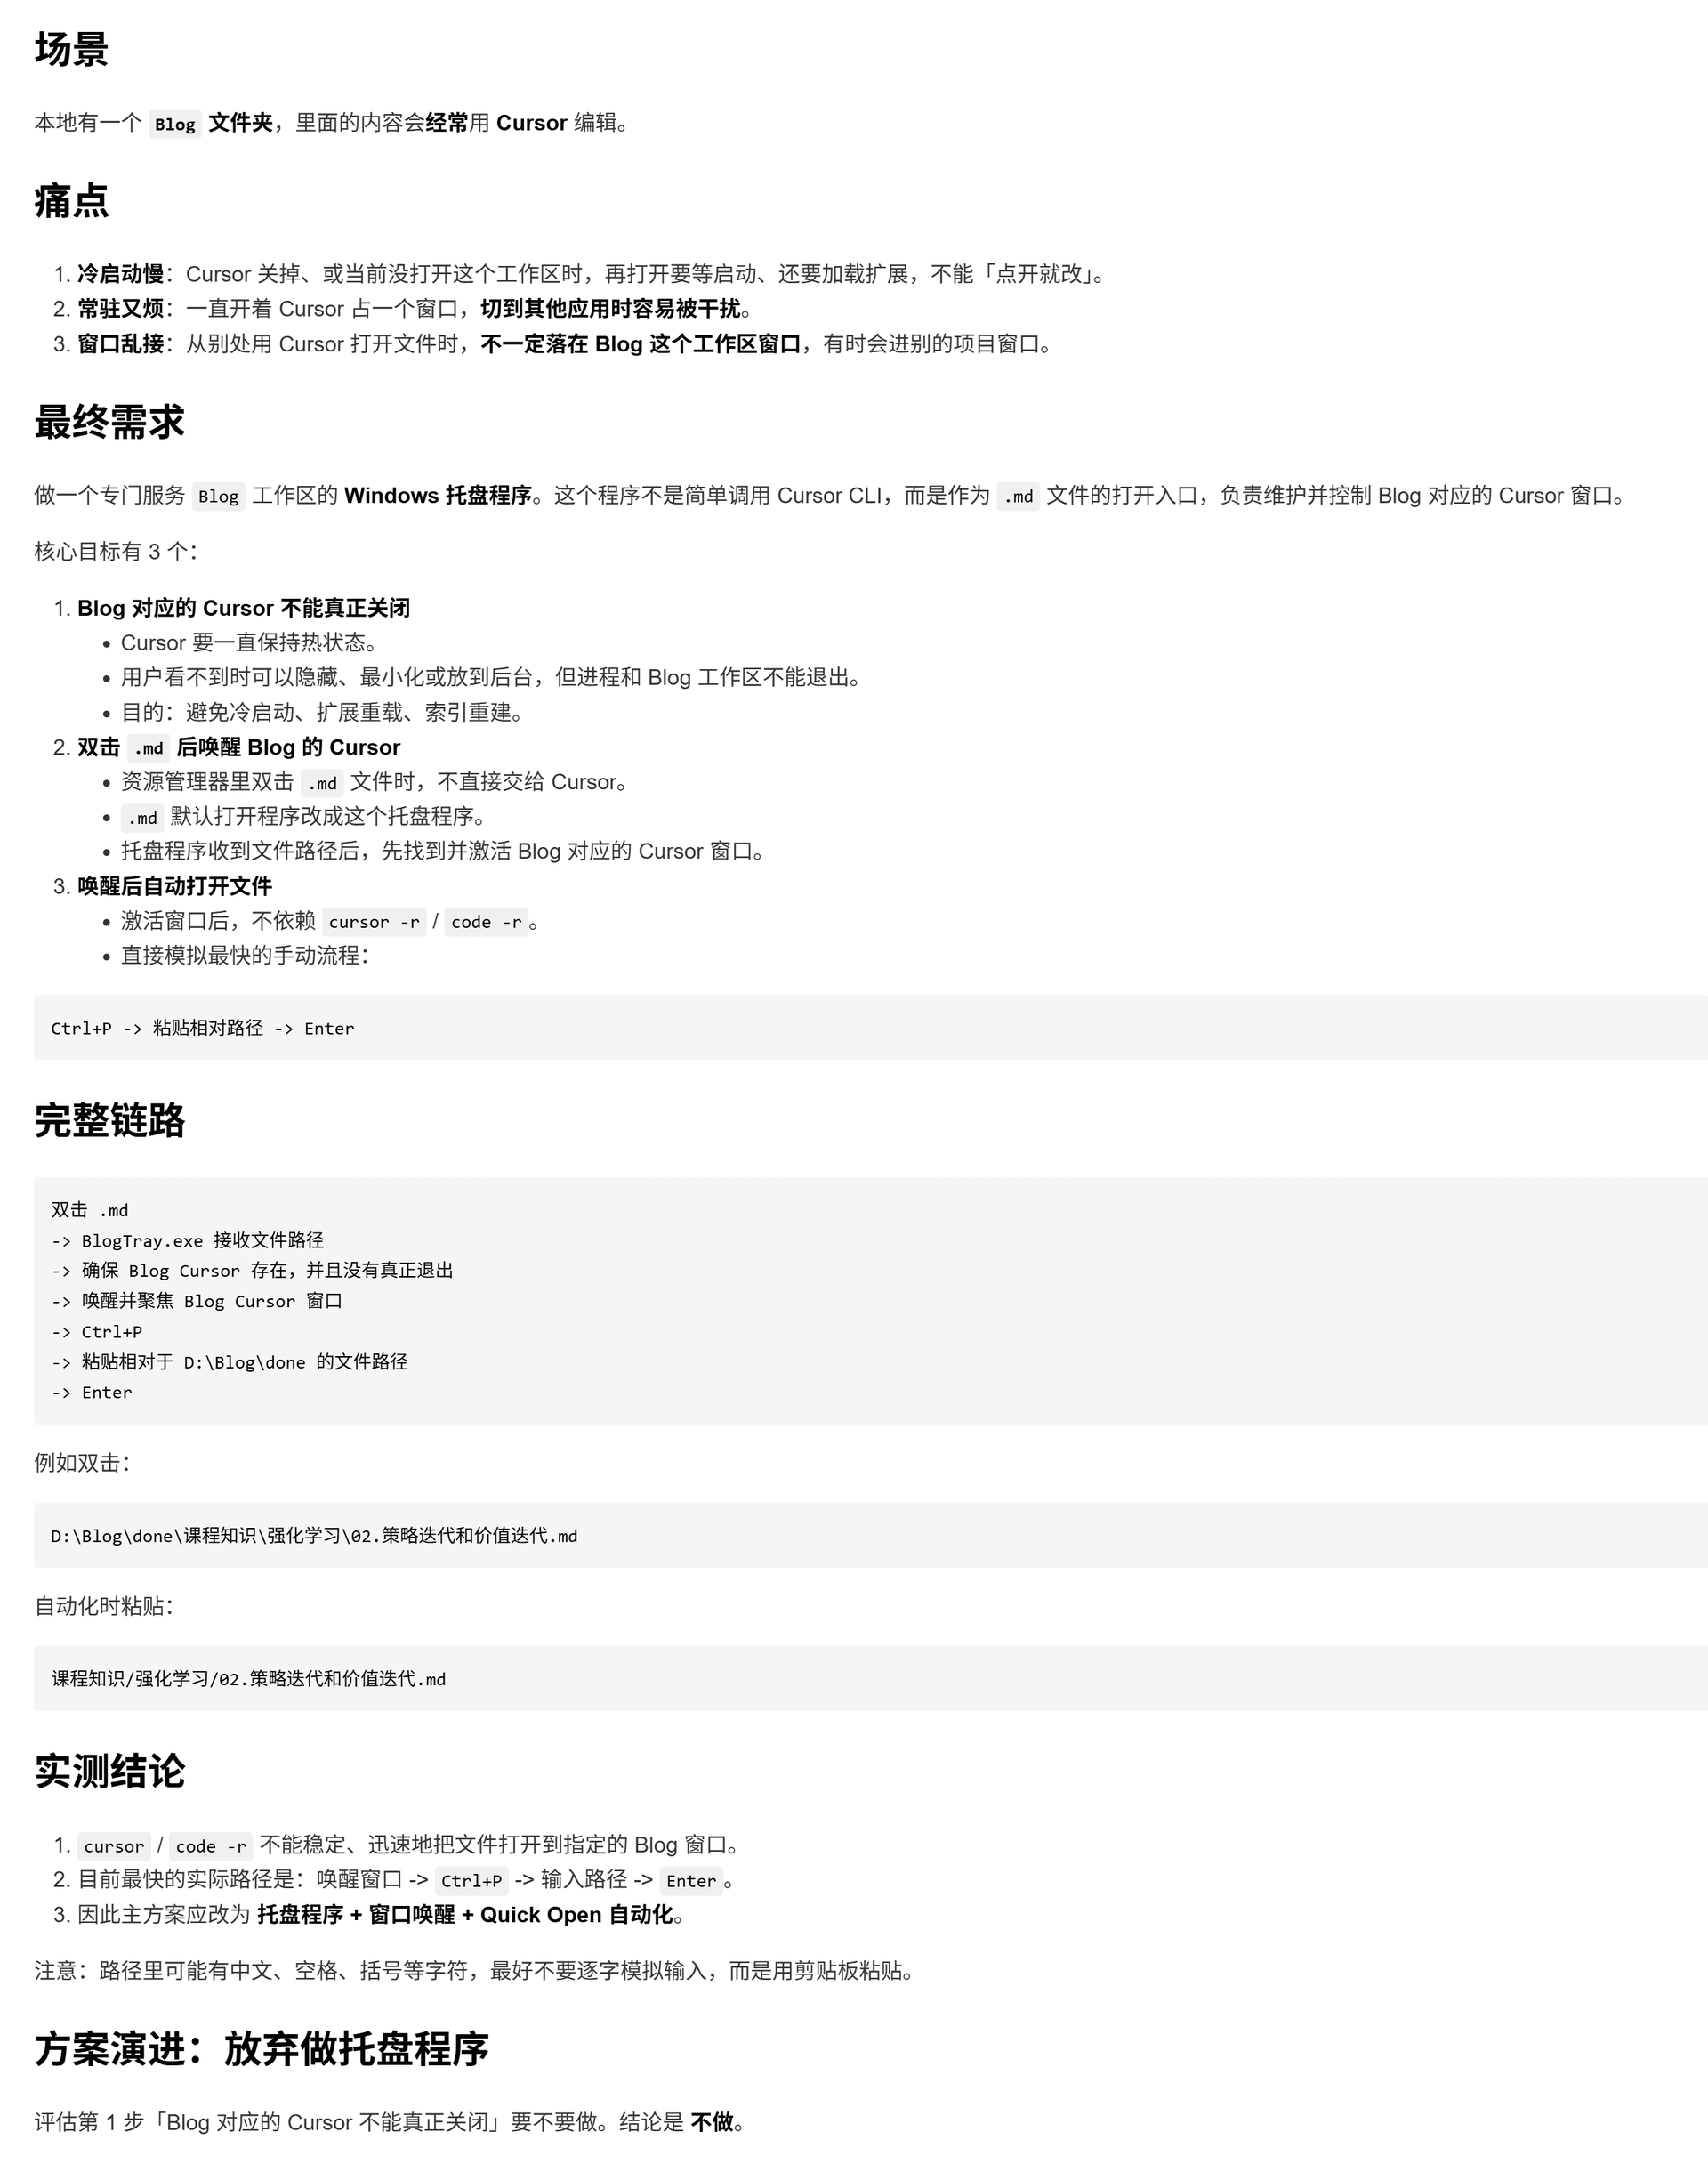 场景
本地有一个 Blog 文件夹，里面的内容会经常用 Cursor 编辑。
痛点
1. 冷启动慢：Cursor 关掉、或当前没打开这个工作区时，再打开要等启动、还要加载扩展，不能「点开就改」。
2. 常驻又烦：一直开着 Cursor 占一个窗口，切到其他应用时容易被干扰。
3. 窗口乱接：从别处用 Cursor 打开文件时，不一定落在 Blog 这个工作区窗口，有时会进别的项目窗口。
最终需求
做一个专门服务 Blog 工作区的 Windows 托盘程序。这个程序不是简单调用 Cursor CLI，而是作为 .md 文件的打开入口，负责维护并控制 Blog 对应的 Cursor 窗口。
核心目标有 3 个：
1. Blog 对应的 Cursor 不能真正关闭
• Cursor 要一直保持热状态。
• 用户看不到时可以隐藏、最小化或放到后台，但进程和 Blog 工作区不能退出。
• 目的：避免冷启动、扩展重载、索引重建。
2. 双击 .md 后唤醒 Blog 的 Cursor
• 资源管理器里双击 .md 文件时，不直接交给 Cursor。
• .md 默认打开程序改成这个托盘程序。
• 托盘程序收到文件路径后，先找到并激活 Blog 对应的 Cursor 窗口。
3. 唤醒后自动打开文件
• 激活窗口后，不依赖 cursor -r / code -r。
• 直接模拟最快的手动流程：
Ctrl+P -> 粘贴相对路径 -> Enter
完整链路
双击 .md
-> BlogTray.exe 接收文件路径
-> 确保 Blog Cursor 存在，并且没有真正退出
-> 唤醒并聚焦 Blog Cursor 窗口
-> Ctrl+P
-> 粘贴相对于 D:\Blog\done 的文件路径
-> Enter
例如双击：
D:\Blog\done\课程知识\强化学习\02.策略迭代和价值迭代.md
自动化时粘贴：
课程知识/强化学习/02.策略迭代和价值迭代.md
实测结论
1. cursor / code -r 不能稳定、迅速地把文件打开到指定的 Blog 窗口。
2. 目前最快的实际路径是：唤醒窗口 -> Ctrl+P -> 输入路径 -> Enter。
3. 因此主方案应改为 托盘程序 + 窗口唤醒 + Quick Open 自动化。
注意：路径里可能有中文、空格、括号等字符，最好不要逐字模拟输入，而是用剪贴板粘贴。
方案演进：放弃做托盘程序
评估第 1 步「Blog 对应的 Cursor 不能真正关闭」要不要做。结论是 不做。